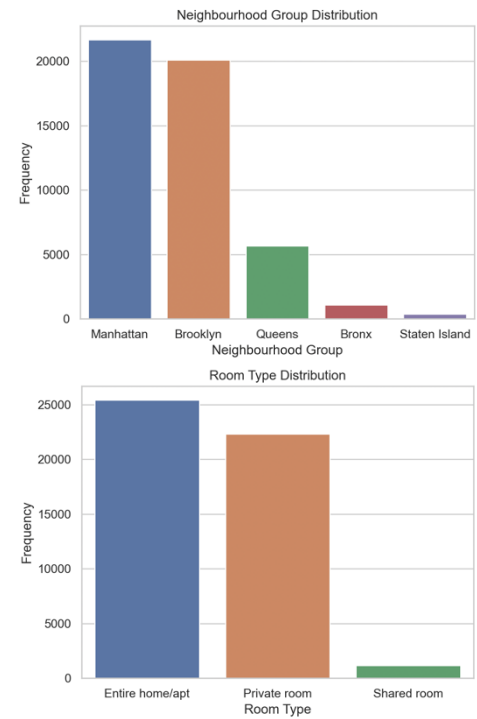 Neighbourhood Group Distribution
20000
15000
10000
5000
0
Frequency
Manhattan Brooklyn Queens Bronx Staten Island
Neighbourhood Group
Room Type Distribution
25000
20000
15000
10000
5000
0
Frequency
Entire home/apt Private room Shared room
Room Type